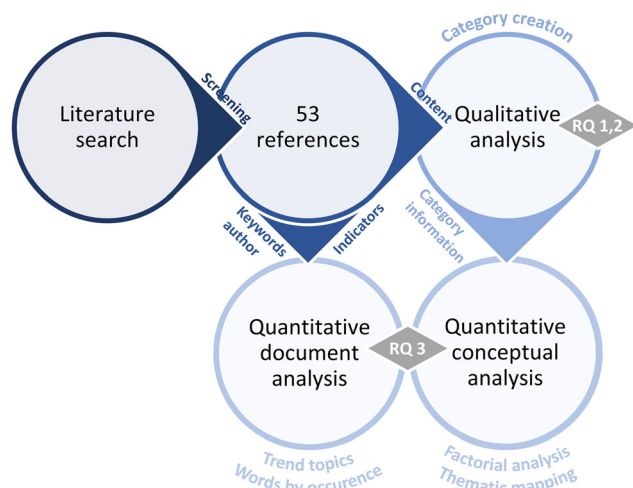 Category creation
Literature
search
Screening
53
references
Content
Qualitative
analysis
RQ 1,2
Keywords
author
Indicators
Category
information
Quantitative
document
analysis
RQ 3
Quantitative
conceptual
analysis
Trend topics
Words by occurence
Factorial analysis
Thematic mapping